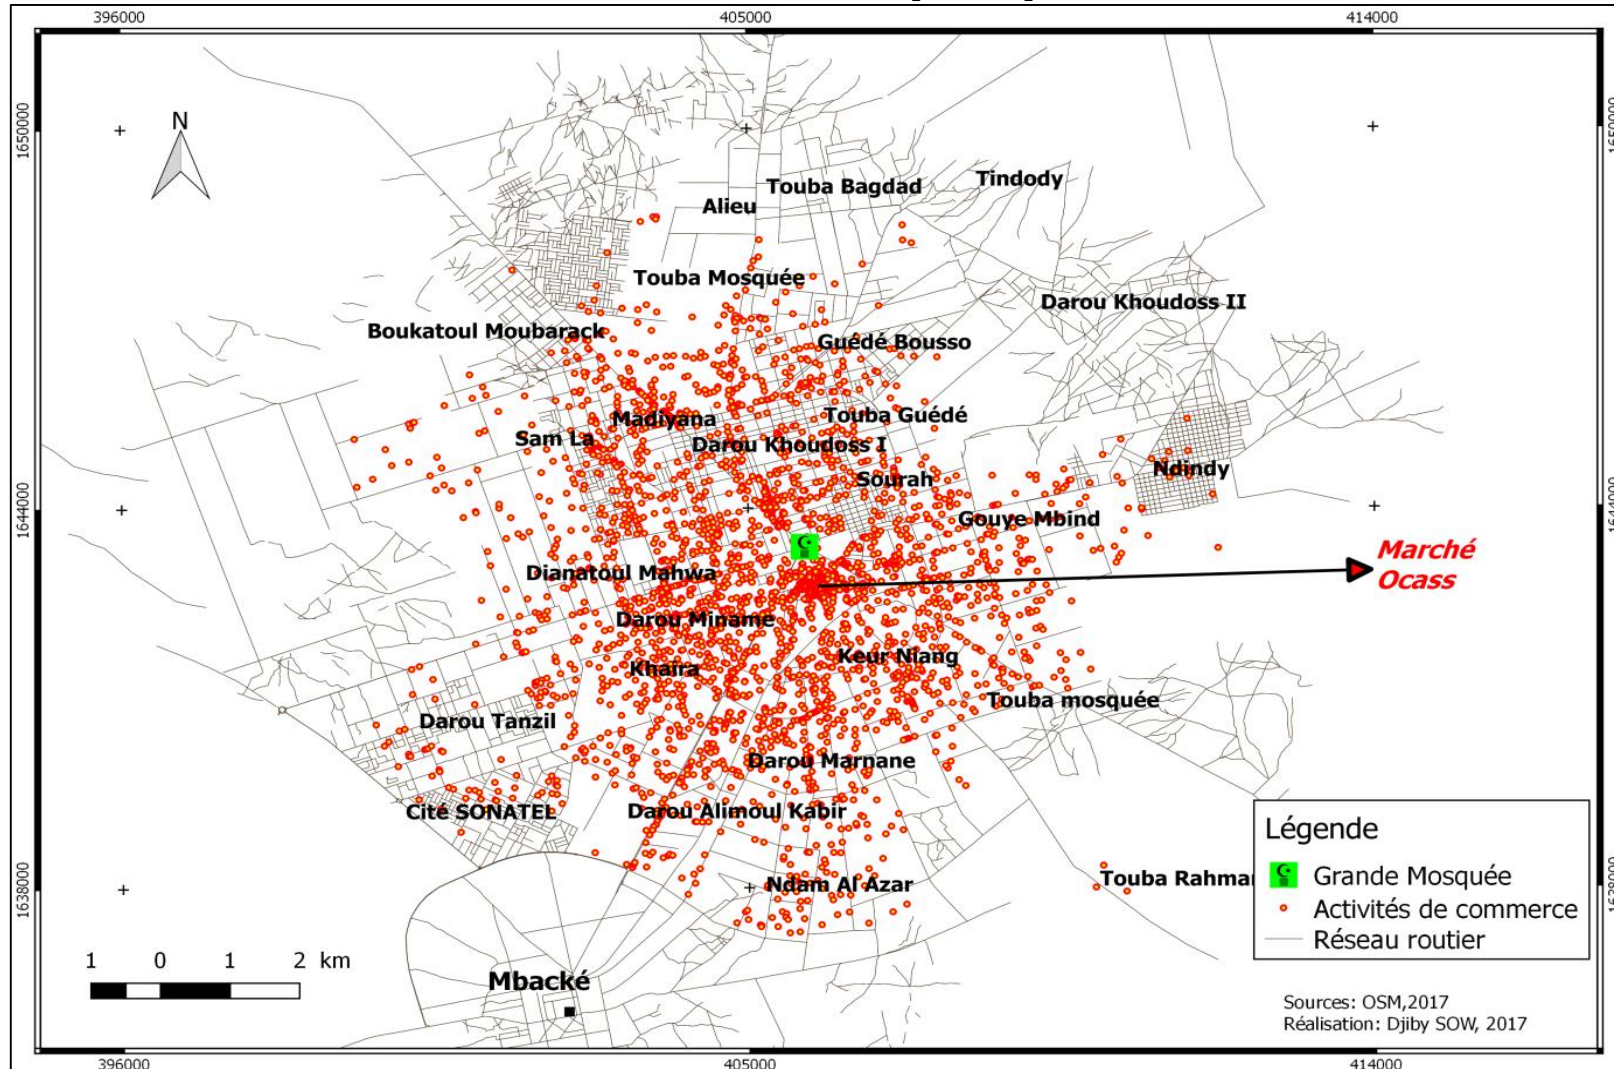 396000
405000
414000
N
1650000
1650000
Tindody
Touba Bagdad
Alieu
Touba Mosquée
Darou Khoudoss II
Boukatoul Moubarack
Guédé Bousso
Touba Guédé
Madiyana
Sam La
Darou Khoudoss I
Ndindy
Sourah
1644000
1644000
Gouye Mbind
Marché
Ocass
Dianatoul Mahwa
Darou Miname
Keur Niang
Khaira
Touba mosquée
Darou Tanzil
Darou Marnane
Cité SONATEL
Darou Alimoul Kabir
Légende
Touba Rahma
Grande Mosquée
Ndam Al Azar
1638000
1638000
Activités de commerce
Réseau routier
1 0 1 2 km
Mbacké
Sources: OSM,2017
Réalisation: Djiby SOW, 2017
396000
405000
414000